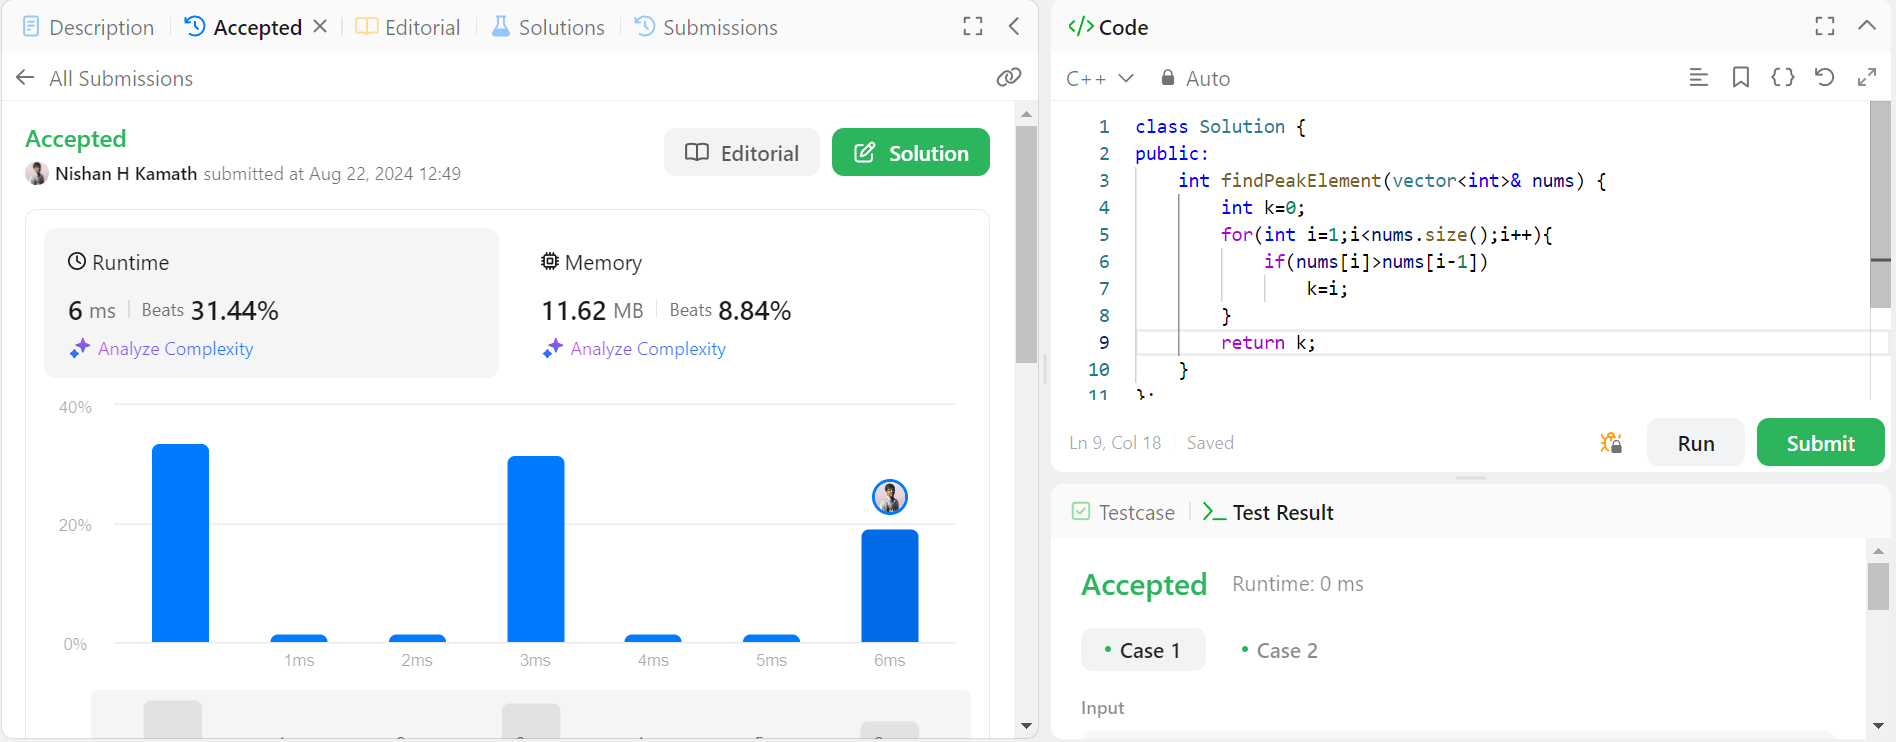 Description
Accepted
Editorial
Solutions
Submissions
All Submissions
Accepted
Nishan H Kamath submitted at Aug 22, 2024 12:49
Editorial
Solution
Runtime
6 ms
Beats 31.44%
Analyze Complexity
Memory
11.62 MB
Beats 8.84%
Analyze Complexity
40%
20%
0%
1ms 2ms 3ms 4ms 5ms 6ms
</> Code
C++
Auto
1 class Solution {
2 public:
3 int findPeakElement(vector<int>& nums) {
4 int k=0;
5 for(int i=1;i<nums.size();i++){
6 if(nums[i]>nums[i-1])
7 k=i;
8 }
9 return k;
10 }
11 };
Ln 9, Col 18
Saved
Run
Submit
Testcase
Test Result
Accepted Runtime: 0 ms
Case 1
Case 2
Input